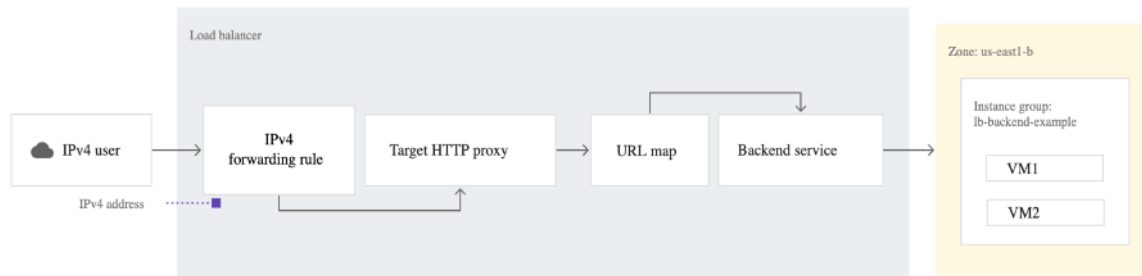 Load balancer
Zone: us-east1-b
Instance group:
lb-backend-example
IPv4 user
IPv4
forwarding rule
Target HTTP proxy
URL map
Backend service
VM1
VM2
IPv4 address